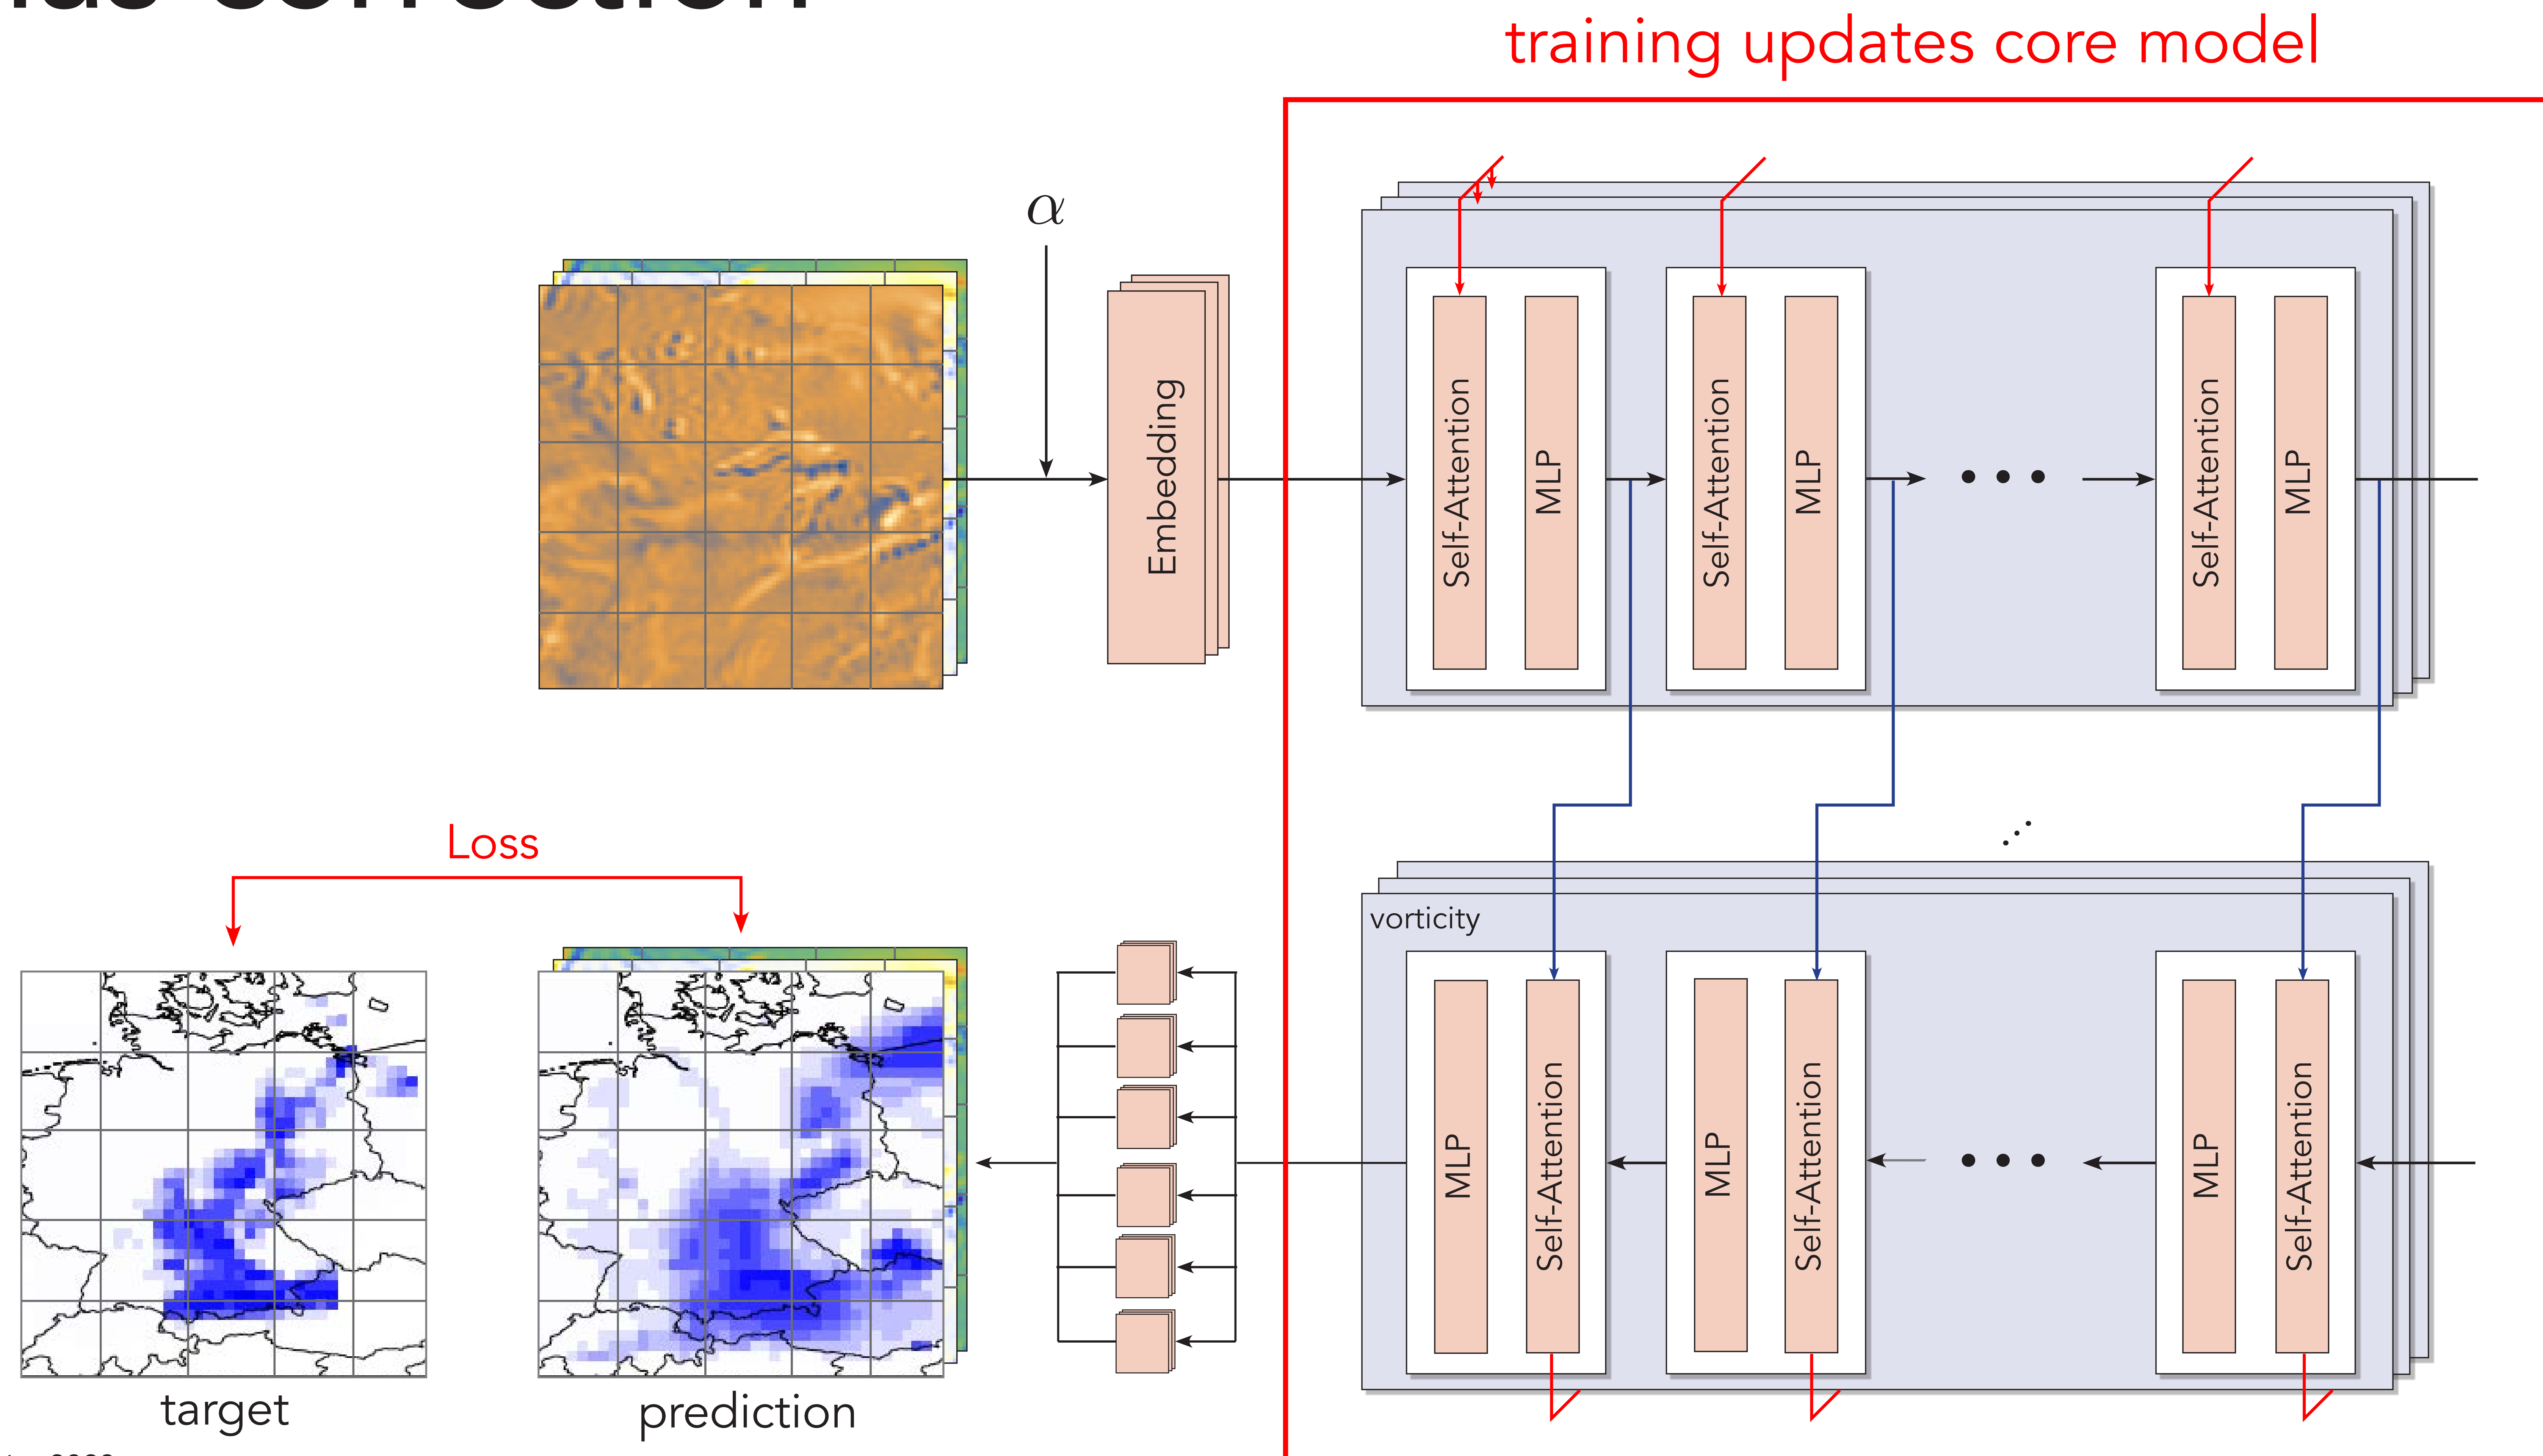 correction
training updates core model
α
Embedding
Self-Attention
MLP
Self-Attention
MLP
Self-Attention
MLP
Loss
vorticity
MLP
Self-Attention
MLP
Self-Attention
MLP
Self-Attention
target
prediction